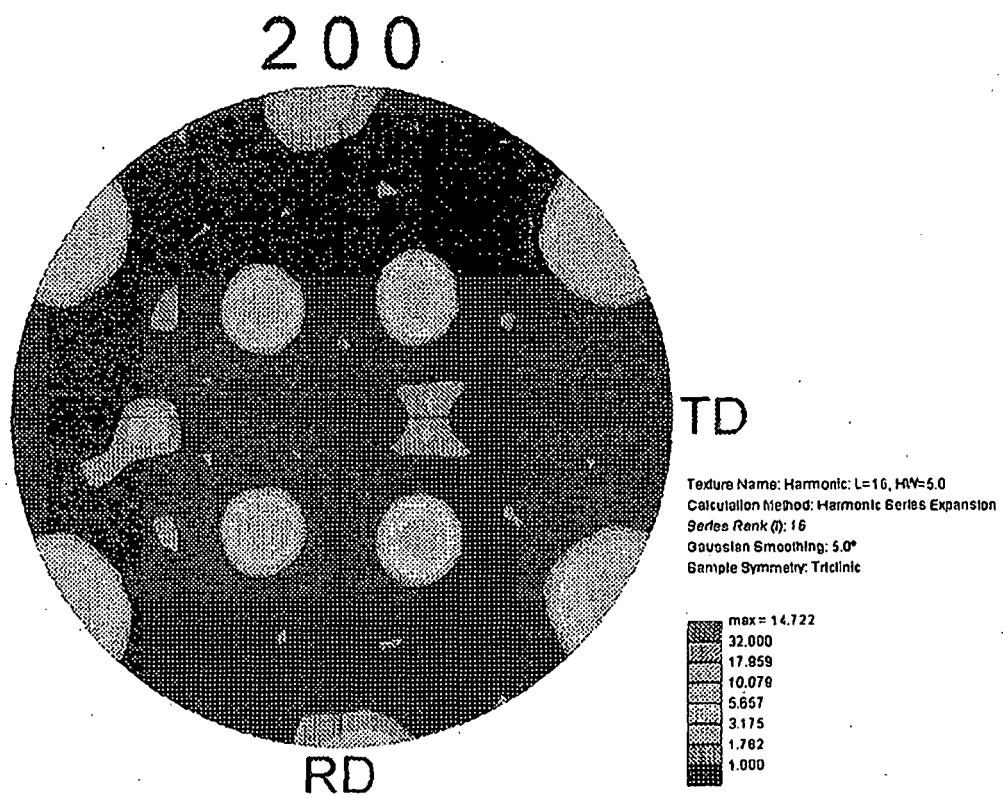 2 0 0
TD
RD
Texture Name: Harmonic: L=16, HW=5.0
Calculation Method: Harmonic Series Expansion
Series Rank (l): 16
Gaussian Smoothing: 5.0°
Sample Symmetry: Triclinic
max = 14.722
32.000
17.959
10.079
5.657
3.175
1.782
1.000